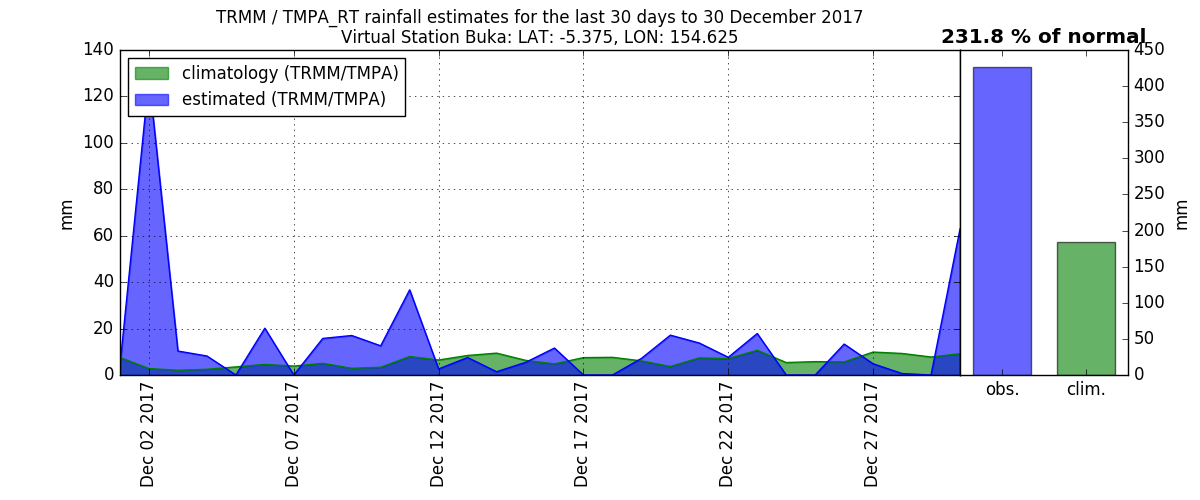 TRMM / TMPA_RT rainfall estimates for the last 30 days to 30 December 2017
Virtual Station Buka: LAT: -5.375, LON: 154.625
231.8 % of normal
climatology (TRMM/TMPA)
estimated (TRMM/TMPA)
mm
140
120
100
80
60
40
20
0
Dec 02 2017
Dec 07 2017
Dec 12 2017
Dec 17 2017
Dec 22 2017
Dec 27 2017
obs.
clim.
450
400
350
300
250
200
150
100
50
0
mm